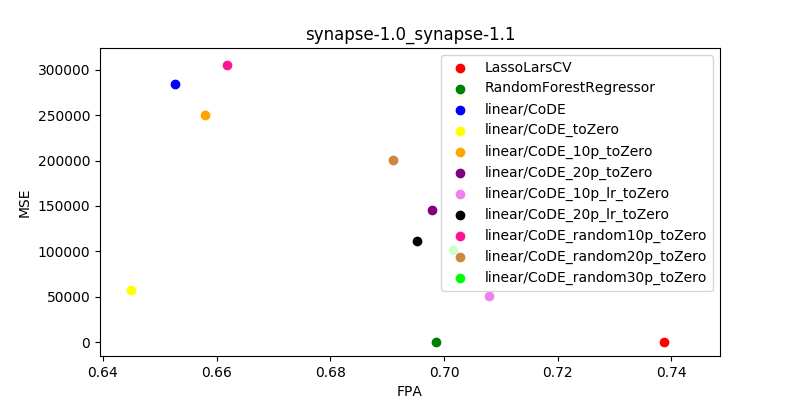 synapse-1.0_synapse-1.1
MSE
300000
250000
200000
150000
100000
50000
0
LassoLarsCV
RandomForestRegressor
linear/CoDE
linear/CoDE_toZero
linear/CoDE_10p_toZero
linear/CoDE_20p_toZero
linear/CoDE_10p_lr_toZero
linear/CoDE_20p_lr_toZero
linear/CoDE_random10p_toZero
linear/CoDE_random20p_toZero
linear/CoDE_random30p_toZero
0.64 0.66 0.68 0.70 0.72 0.74
FPA